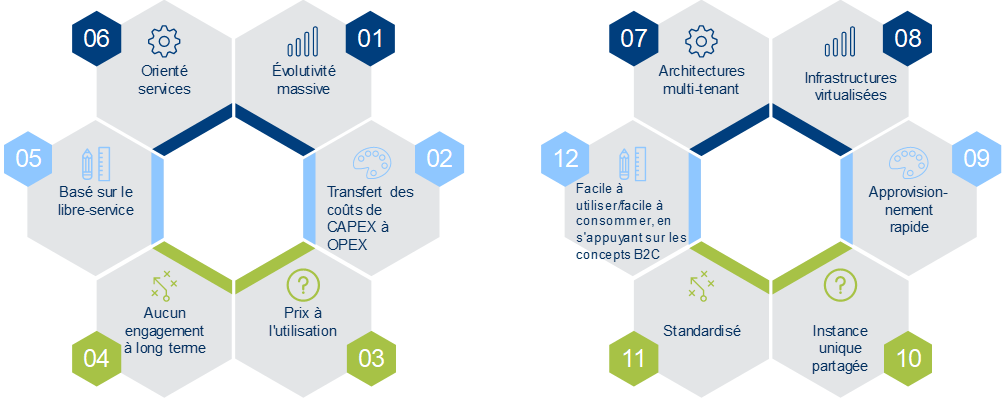 06
Orienté
services
01
Évolutivité
massive
05
Basé sur le
libre-service
02
Transfert des
coûts de
CAPEX à
OPEX
04
Aucun
engagement
à long terme
03
Prix à
l'utilisation
07
Architectures
multi-tenant
08
Infrastructures
virtualisées
12
Facile à
utiliser/facile à
consommer, en
s'appuyant sur les
concepts B2C
09
Approvision-
nement
rapide
11
Standardisé
10
Instance
unique
partagée